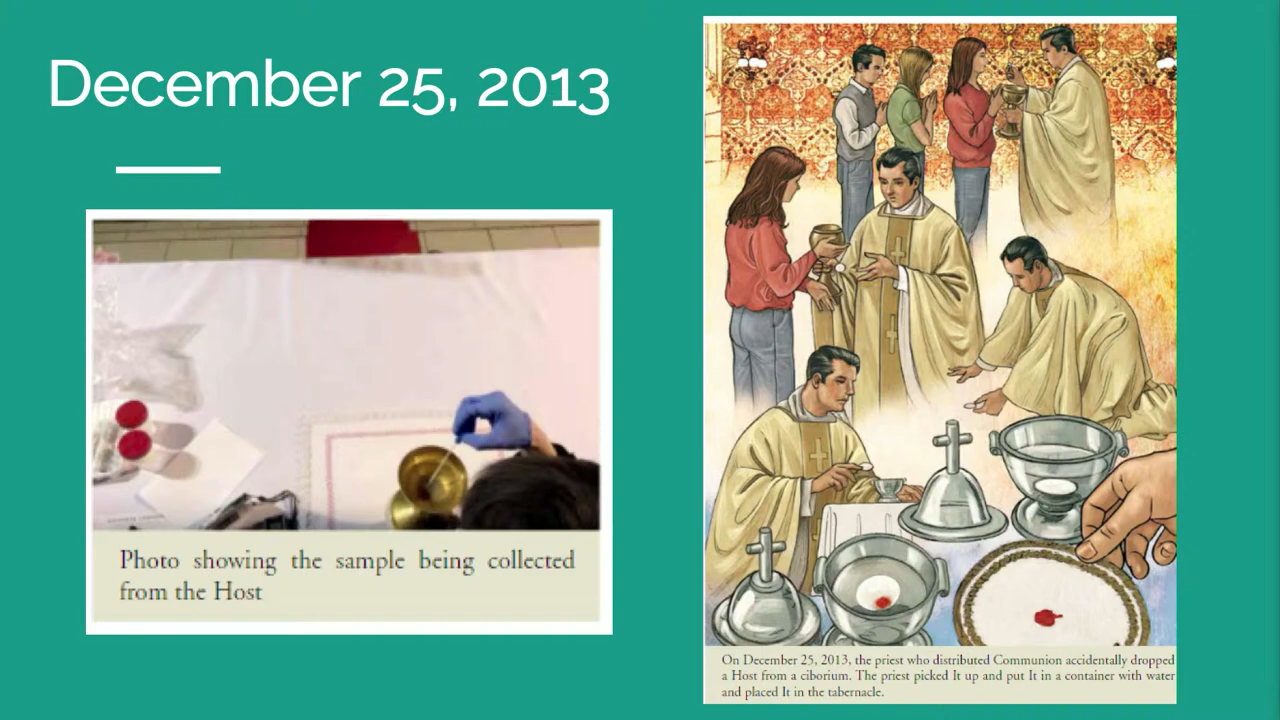 December 25, 2013
Photo showing the sample being collected
from the Host
On December 25, 2013, the priest who distributed Communion accidentally dropped
a Host from a ciborium. The priest picked It up and put It in a container with water
and placed It in the tabernacle.